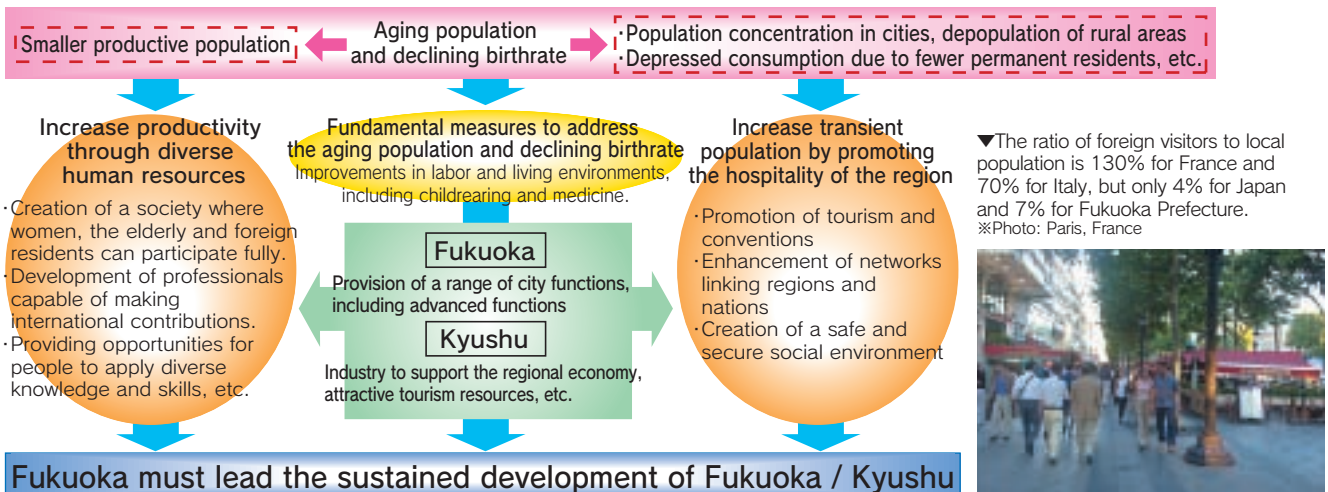 Smaller productive population
Aging population
and declining birthrate
·Population concentration in cities, depopulation of rural areas
·Depressed consumption due to fewer permanent residents, etc.
Increase productivity
through diverse
human resources
·Creation of a society where
women, the elderly and foreign
residents can participate fully.
·Development of professionals
capable of making
international contributions.
·Providing opportunities for
people to apply diverse
knowledge and skills, etc.
Fundamental measures to address
the aging population and declining birthrate
Improvements in labor and living environments,
including childrearing and medicine.
Fukuoka
Provision of a range of city functions,
including advanced functions
Kyushu
Industry to support the regional economy,
attractive tourism resources, etc.
Increase transient
population by promoting
the hospitality of the region
·Promotion of tourism and
conventions
·Enhancement of networks
linking regions and
nations
·Creation of a safe and
secure social environment
▼The ratio of foreign visitors to local
population is 130% for France and
70% for Italy, but only 4% for Japan
and 7% for Fukuoka Prefecture.
※Photo: Paris, France
Fukuoka must lead the sustained development of Fukuoka / Kyushu